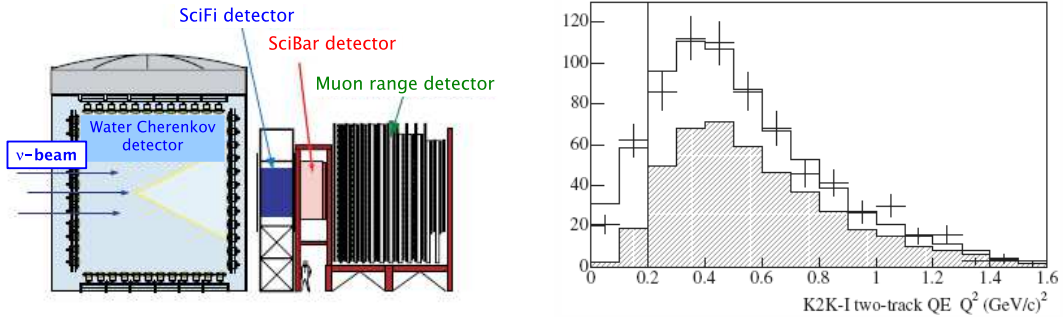 SciFi detector
SciBar detector
Muon range detector
Water Cherenkov
detector
ν-beam
120
100
80
60
40
20
0
0 0.2 0.4 0.6 0.8 1 1.2 1.4 1.6
K2K-I two-track QE Q² (GeV/c)²